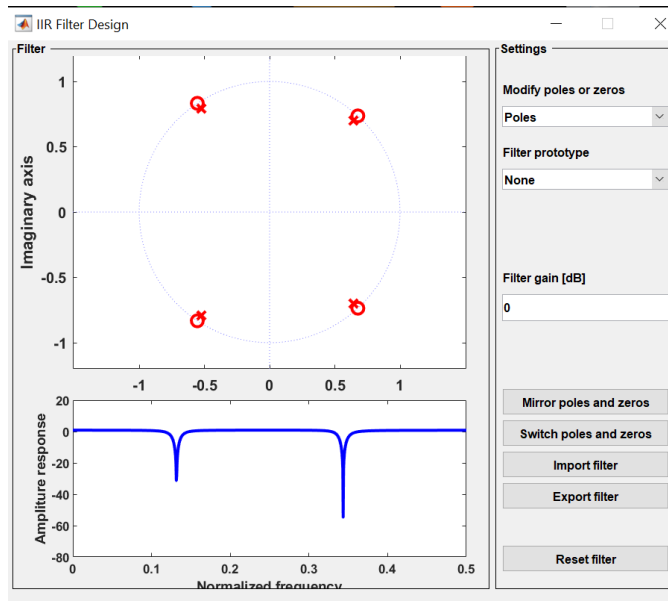 IIR Filter Design
Filter
Imaginary axis
1
0.5
0
-0.5
-1
-1 -0.5 0 0.5 1
Ampliture response
20
0
-20
-40
-60
-80
0 0.1 0.2 0.3 0.4 0.5
Normalized frequency
Settings
Modify poles or zeros
Poles
Filter prototype
None
Filter gain [dB]
0
Mirror poles and zeros
Switch poles and zeros
Import filter
Export filter
Reset filter